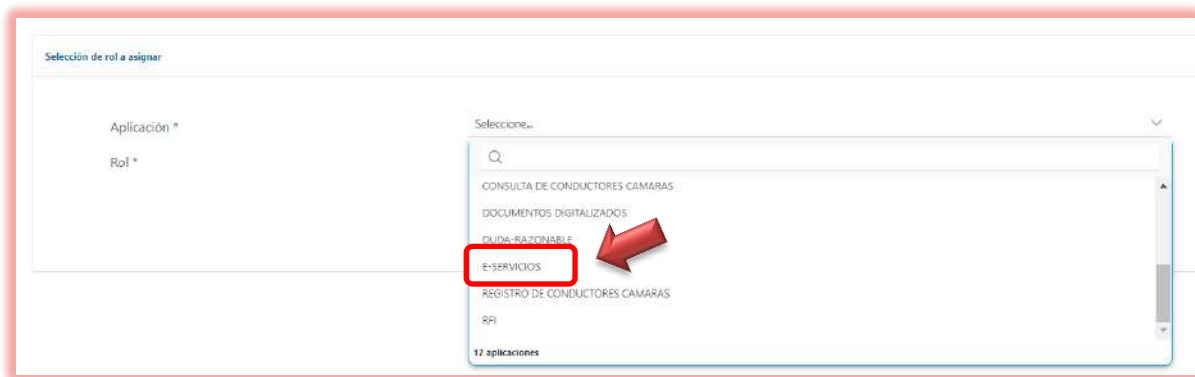 Selección de rol a asignar
Aplicación *
Seleccione...
Rol *
CONSULTA DE CONDUCTORES CAMARAS
DOCUMENTOS DIGITALIZADOS
DUDA-RAZONABLE
E-SERVICIOS
REGISTRO DE CONDUCTORES CAMARAS
RFI
12 aplicaciones